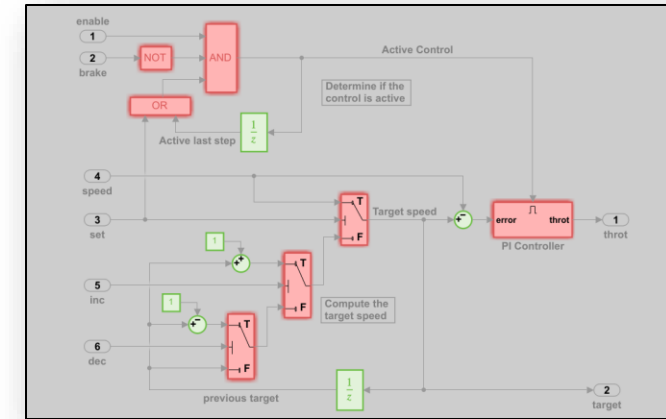 enable
1
2
brake
NOT
AND
OR
Active Control
Determine if the
control is active
Active last step
1
z
4
speed
3
set
T
F
Target speed
+
−
error
throt
PI Controller
1
throt
1
+
+
T
F
5
inc
Compute the
target speed
1
+
−
T
F
6
dec
previous target
1
z
2
target